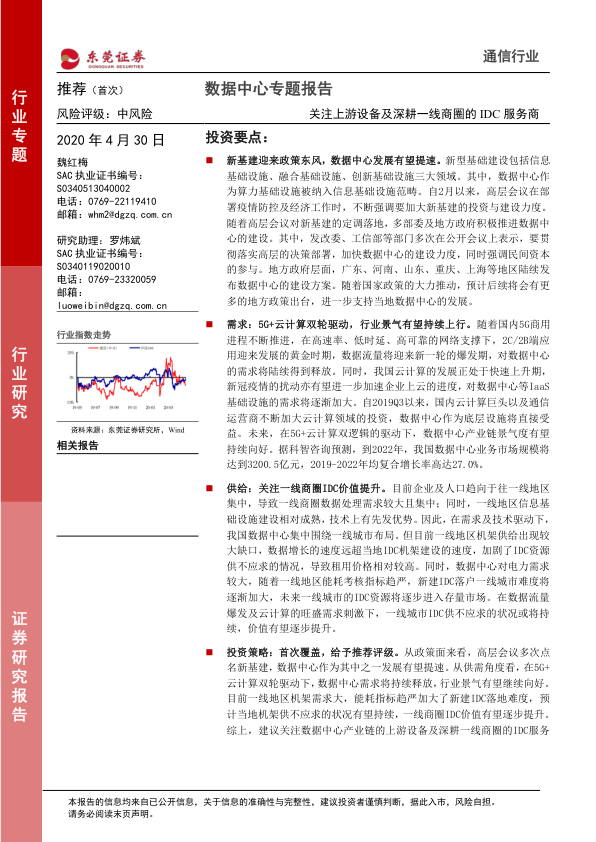 东莞证券
DONGGUAN SECURITIES
通信行业
行业专题
行业研究
证券研究报告
推荐（首次）
风险评级：中风险
2020 年 4 月 30 日
魏红梅
SAC 执业证书编号：
S0340513040002
电话：0769-22119410
邮箱：whm2@dgzq.com.cn
研究助理：罗炜斌
SAC 执业证书编号：
S0340119020010
电话：0769-23320059
邮箱：
luoweibin@dgzq.com.cn
行业指数走势
资料来源：东莞证券研究所，Wind
相关报告
数据中心专题报告
关注上游设备及深耕一线商圈的 IDC 服务商
投资要点：
新基建迎来政策东风，数据中心发展有望提速。新型基础建设包括信息
基础设施、融合基础设施、创新基础设施三大领域。其中，数据中心作
为算力基础设施被纳入信息基础设施范畴。自2月以来，高层会议在部
署疫情防控及经济工作时，不断强调要加大新基建的投资与建设力度。
随着高层会议对新基建的定调落地，多部委及地方政府积极推进数据中
心的建设。其中，发改委、工信部等部门多次在公开会议上表示，要贯
彻落实高层的决策部署，加快数据中心的建设力度，同时强调民间资本
的参与。地方政府层面，广东、河南、山东、重庆、上海等地区陆续发
布数据中心的建设方案。随着国家政策的大力推动，预计后续将会有更
多的地方政策出台，进一步支持当地数据中心的发展。
需求：5G+云计算双轮驱动，行业景气有望持续上行。随着国内5G商用
进程不断推进，在高速率、低时延、高可靠的网络支撑下，2C/2B端应
用迎来发展的黄金时期，数据流量将迎来新一轮的爆发期，对数据中心
的需求将陆续得到释放。同时，我国云计算的发展正处于快速上升期，
新冠疫情的扰动亦有望进一步加速企业上云的进度，对数据中心等IaaS
基础设施的需求将逐渐加大。自2019Q3以来，国内云计算巨头以及通信
运营商不断加大云计算领域的投资，数据中心作为底层设施将直接受
益。未来，在5G+云计算双逻辑的驱动下，数据中心产业链景气度有望
持续向好。据科智咨询预测，到2022年，我国数据中心业务市场规模将
达到3200.5亿元，2019-2022年均复合增长率高达27.0%。
供给：关注一线商圈IDC价值提升。目前企业及人口趋向于往一线地区
集中，导致一线商圈数据处理需求较大且集中；同时，一线地区信息基
础设施建设相对成熟，技术上有先发优势。因此，在需求及技术驱动下，
我国数据中心集中围绕一线城市布局。但目前一线地区机架供给出现较
大缺口，数据增长的速度远超当地IDC机架建设的速度，加剧了IDC资源
供不应求的情况，导致租用价格相对较高。同时，数据中心对电力需求
较大，随着一线地区能耗考核指标趋严，新建IDC落户一线城市难度将
逐渐加大，未来一线城市的IDC资源将逐步进入存量市场。在数据流量
爆发及云计算的旺盛需求刺激下，一线城市IDC供不应求的状况或将持
续，价值有望逐步提升。
投资策略：首次覆盖，给予推荐评级。从政策面来看，高层会议多次点
名新基建，数据中心作为其中之一发展有望提速。从供需角度看，在5G+
云计算双轮驱动下，数据中心需求将持续释放，行业景气有望继续向好。
目前一线地区机架需求大，能耗指标趋严加大了新建IDC落地难度，预
计当地机架供不应求的状况有望持续，一线商圈IDC价值有望逐步提升。
综上，建议关注数据中心产业链的上游设备及深耕一线商圈的IDC服务
本报告的信息均来自已公开信息，关于信息的准确性与完整性，建议投资者谨慎判断，据此入市，风险自担。
请务必阅读末页声明。